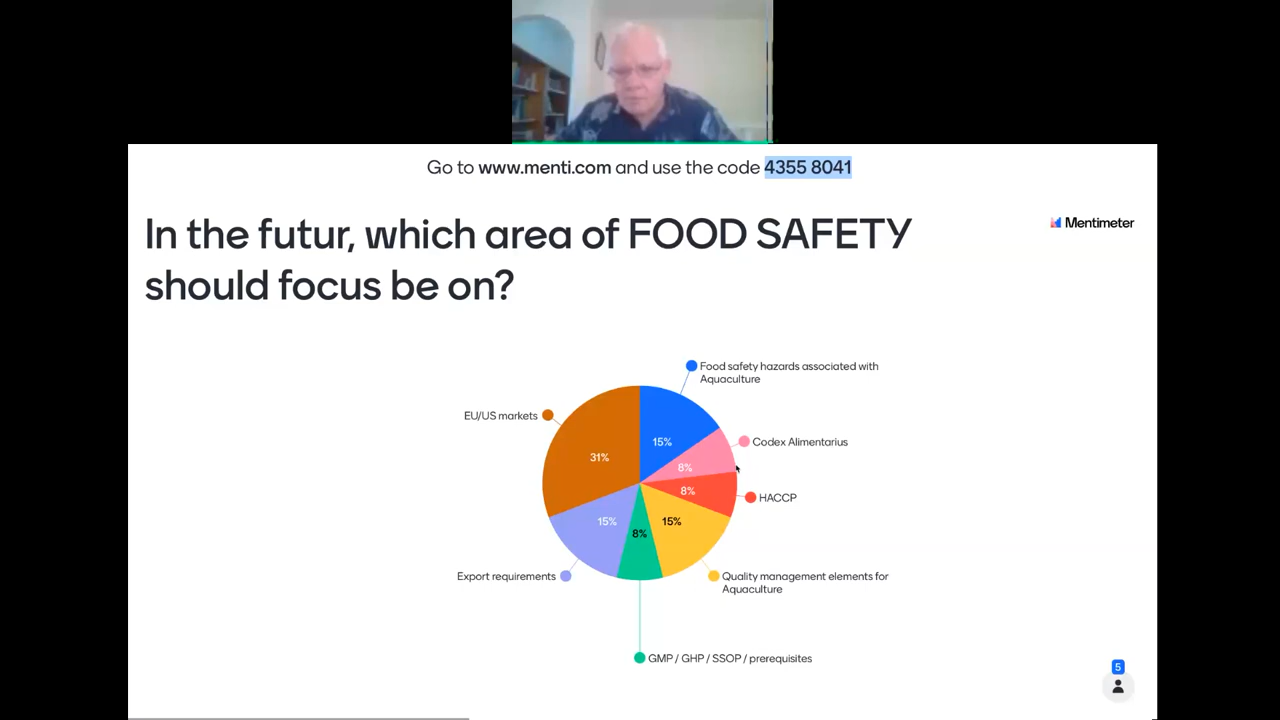 Go to www.menti.com and use the code 4355 8041
In the futur, which area of FOOD SAFETY
should focus be on?
Mentimeter
Food safety hazards associated with
Aquaculture
EU/US markets
Codex Alimentarius
15%
31%
8%
8%
HACCP
15%
15%
8%
Export requirements
Quality management elements for
Aquaculture
GMP / GHP / SSOP / prerequisites
5